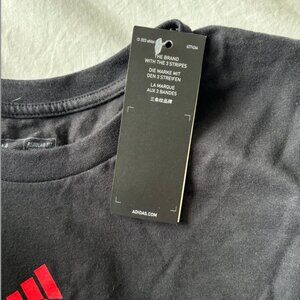 THE BRAND
WITH THE 3 STRIPES
DIE MARKE MIT
DEN 3 STREIFEN
LA MARQUE
AUX 3 BANDES
三条纹品牌
ADIDAS.COM